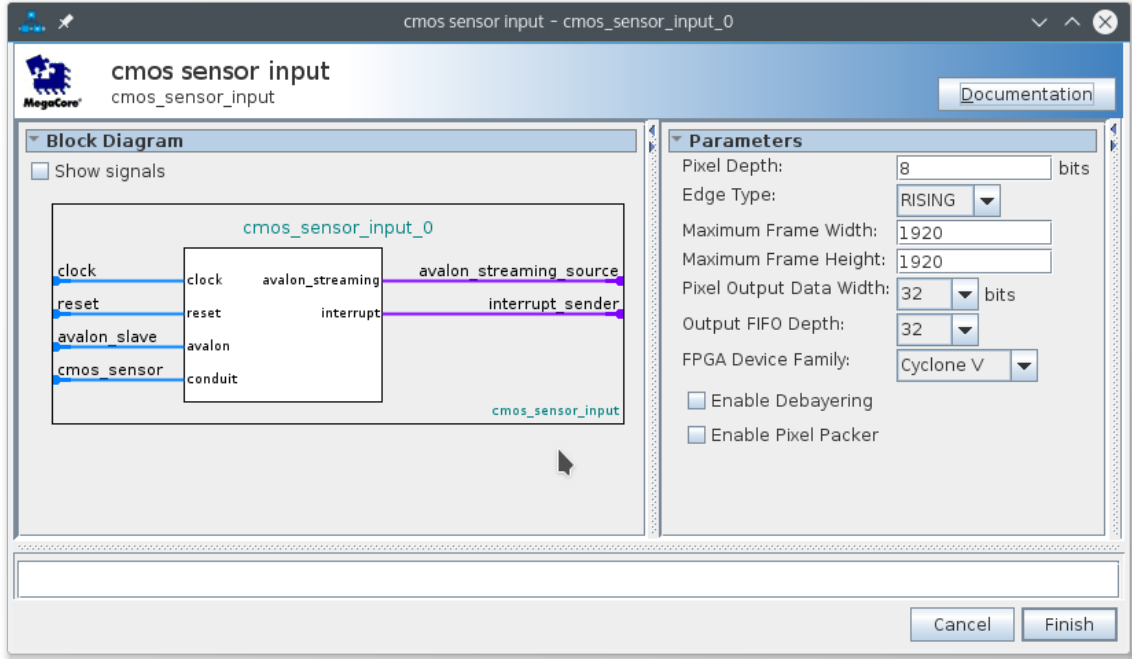 cmos sensor input - cmos_sensor_input_0
MegaCore'
cmos sensor input
cmos_sensor_input
Documentation
Block Diagram
Show signals
cmos_sensor_input_0
clock
reset
avalon_slave
cmos_sensor
clock
reset
avalon
conduit
avalon_streaming
interrupt
avalon_streaming_source
interrupt_sender
cmos_sensor_input
Parameters
Pixel Depth: 8 bits
Edge Type: RISING
Maximum Frame Width: 1920
Maximum Frame Height: 1920
Pixel Output Data Width: 32 bits
Output FIFO Depth: 32
FPGA Device Family: Cyclone V
Enable Debayering
Enable Pixel Packer
Cancel Finish